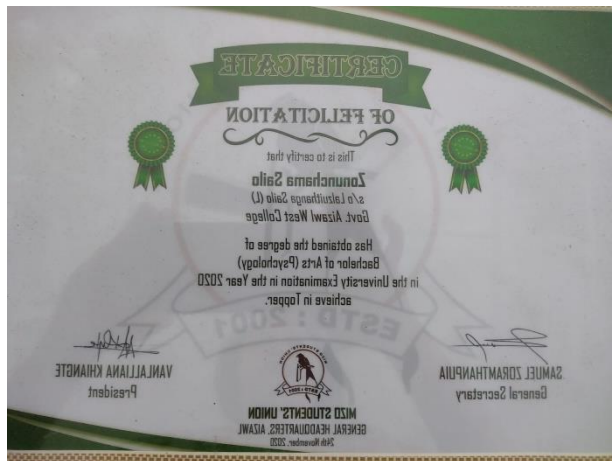 CERTIFICATE
OF FELICITATION
This is to certify that
Zonunchama Sailo
s/o Lalzuithanga Sailo (L)
Govt. Aizawl West College
Has obtained the degree of
Bachelor of Arts (Psychology)
in the University Examination in the Year 2020
achieve in Topper.
ESTD : 2001
SAMUEL ZORAMTHANPUIA
General Secretary
VANLALLIANA KHIANGTE
President
MIZO STUDENTS' UNION
GENERAL HEADQUARTERS, AIZAWL
24th November, 2020